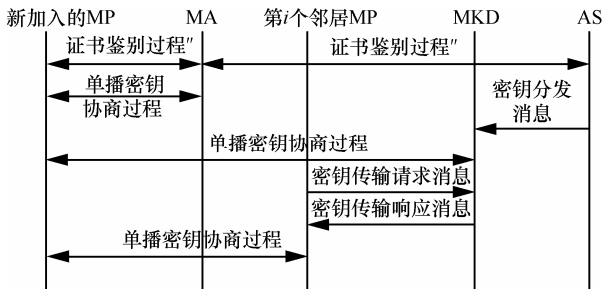 新加入的MP MA 第i个邻居MP MKD AS
证书鉴别过程″ 证书鉴别过程″
单播密钥
协商过程
密钥分发
消息
单播密钥协商过程
密钥传输请求消息
密钥传输响应消息
单播密钥协商过程